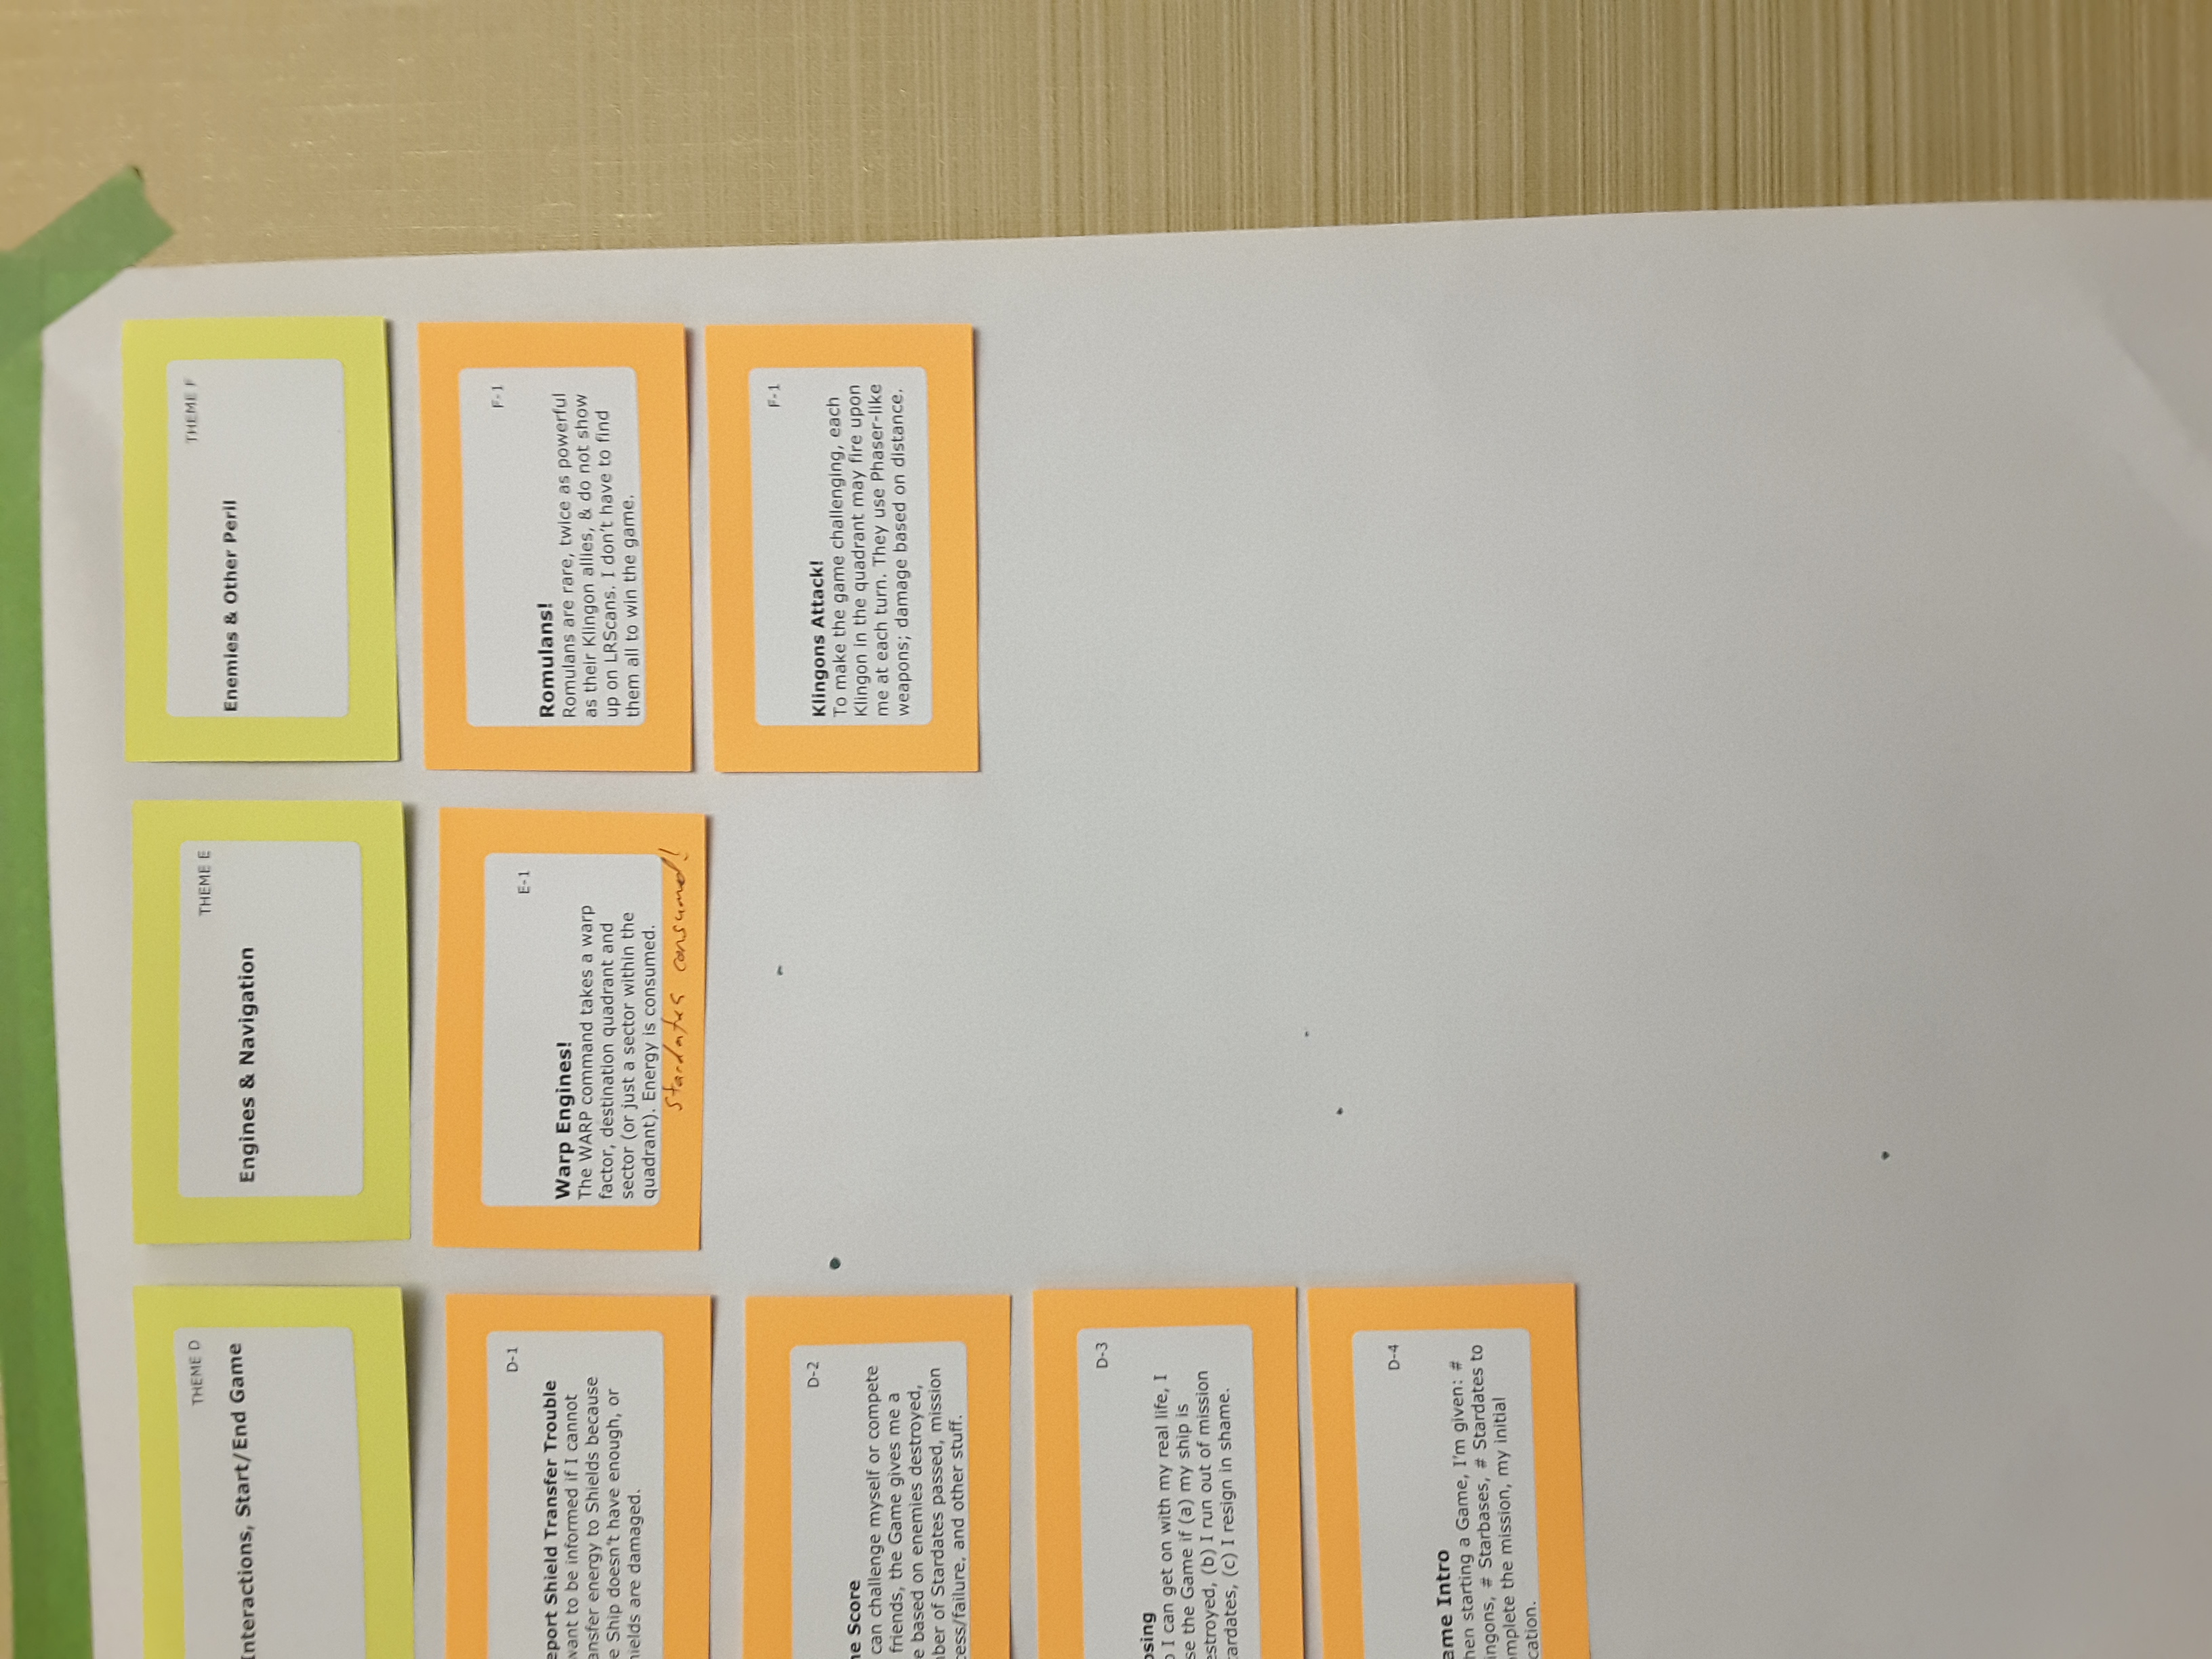 THEME D
Interactions, Start/End Game
D-1
eport Shield Transfer Trouble
want to be informed if I cannot
ansfer energy to Shields because
e Ship doesn't have enough, or
hields are damaged.
D-2
me Score
can challenge myself or compete
friends, the Game gives me a
e based on enemies destroyed,
ber of Stardates passed, mission
cess/failure, and other stuff.
D-3
osing
o I can get on with my real life, I
se the Game if (a) my ship is
estroyed, (b) I run out of mission
tardates, (c) I resign in shame.
D-4
ame Intro
hen starting a Game, I'm given: #
ingons, # Starbases, # Stardates to
mplete the mission, my initial
cation.
THEME E
Engines & Navigation
E-1
Warp Engines!
The WARP command takes a warp
factor, destination quadrant and
sector (or just a sector within the
quadrant). Energy is consumed.
Stardates consumed!
THEME F
Enemies & Other Peril
F-1
Romulans!
Romulans are rare, twice as powerful
as their Klingon allies, & do not show
up on LRScans. I don't have to find
them all to win the game.
F-1
Klingons Attack!
To make the game challenging, each
Klingon in the quadrant may fire upon
me at each turn. They use Phaser-like
weapons; damage based on distance.